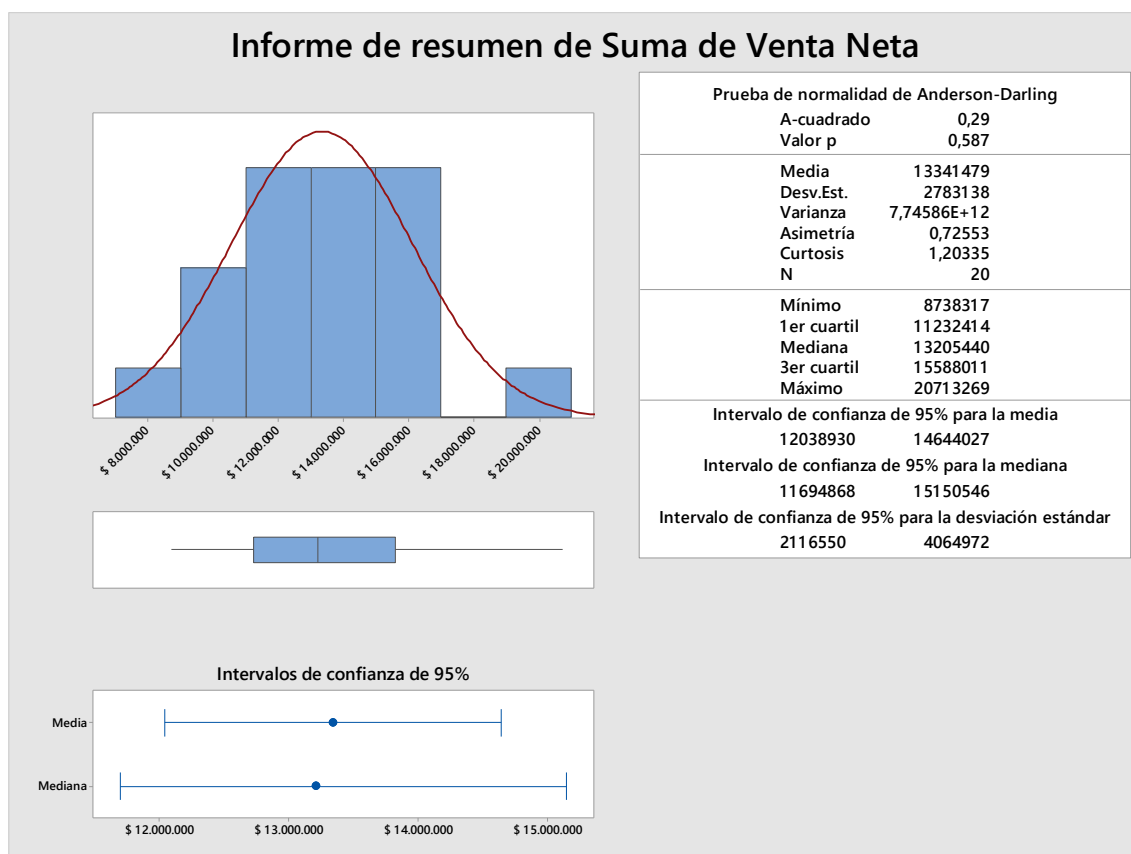 Informe de resumen de Suma de Venta Neta
$ 8.000.000 $ 10.000.000 $ 12.000.000 $ 14.000.000 $ 16.000.000 $ 18.000.000 $ 20.000.000
Intervalos de confianza de 95%
Media
Mediana
$ 12.000.000 $ 13.000.000 $ 14.000.000 $ 15.000.000
Prueba de normalidad de Anderson-Darling
A-cuadrado 0,29
Valor p 0,587
Media 13341479
Desv.Est. 2783138
Varianza 7,74586E+12
Asimetría 0,72553
Curtosis 1,20335
N 20
Mínimo 8738317
1er cuartil 11232414
Mediana 13205440
3er cuartil 15588011
Máximo 20713269
Intervalo de confianza de 95% para la media
12038930 14644027
Intervalo de confianza de 95% para la mediana
11694868 15150546
Intervalo de confianza de 95% para la desviación estándar
2116550 4064972